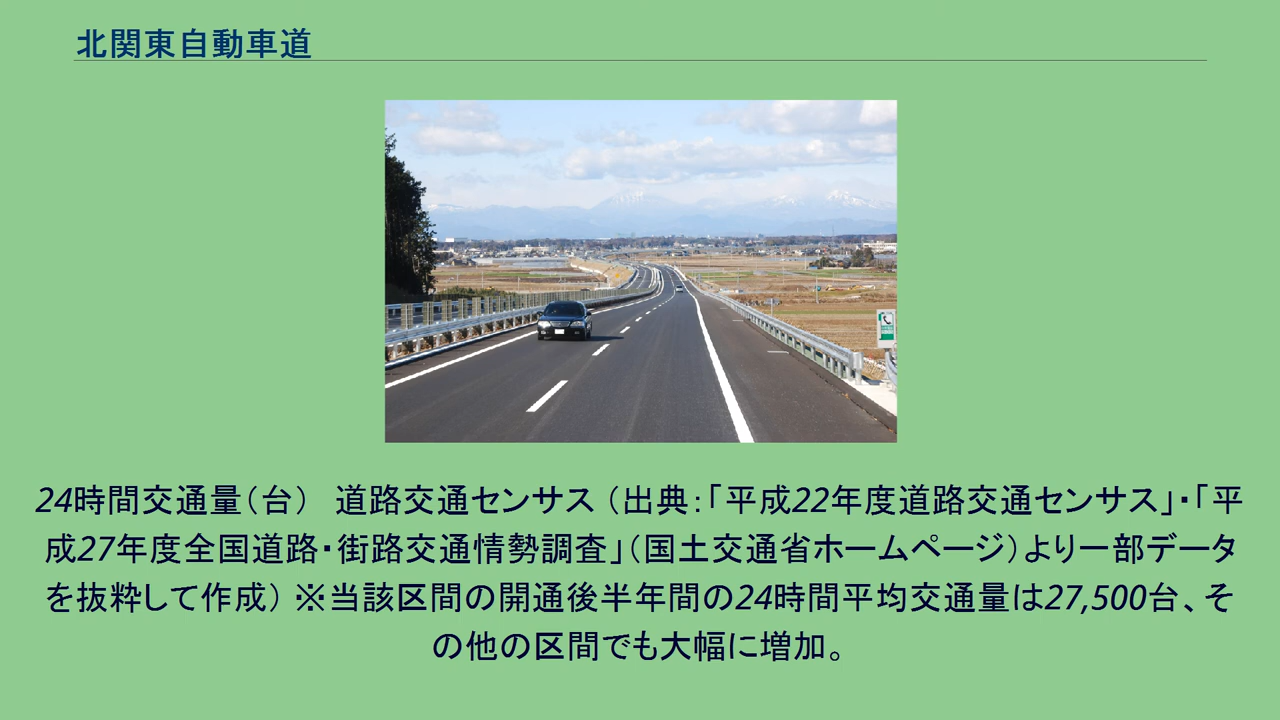 北関東自動車道
24時間交通量（台）　道路交通センサス （出典：「平成22年度道路交通センサス」・「平
成27年度全国道路・街路交通情勢調査」（国土交通省ホームページ）より一部データ
を抜粋して作成） ※当該区間の開通後半年間の24時間平均交通量は27,500台、そ
の他の区間でも大幅に増加。